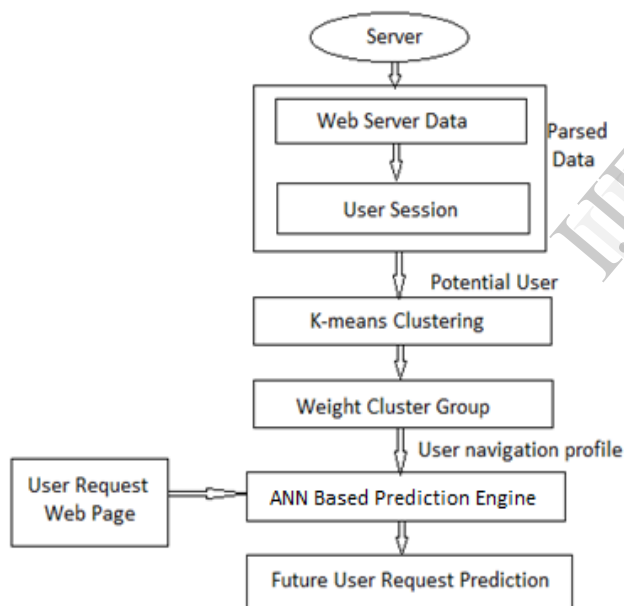 Server
Web Server Data
Parsed
Data
User Session
Potential User
K-means Clustering
Weight Cluster Group
User navigation profile
User Request
Web Page
ANN Based Prediction Engine
Future User Request Prediction